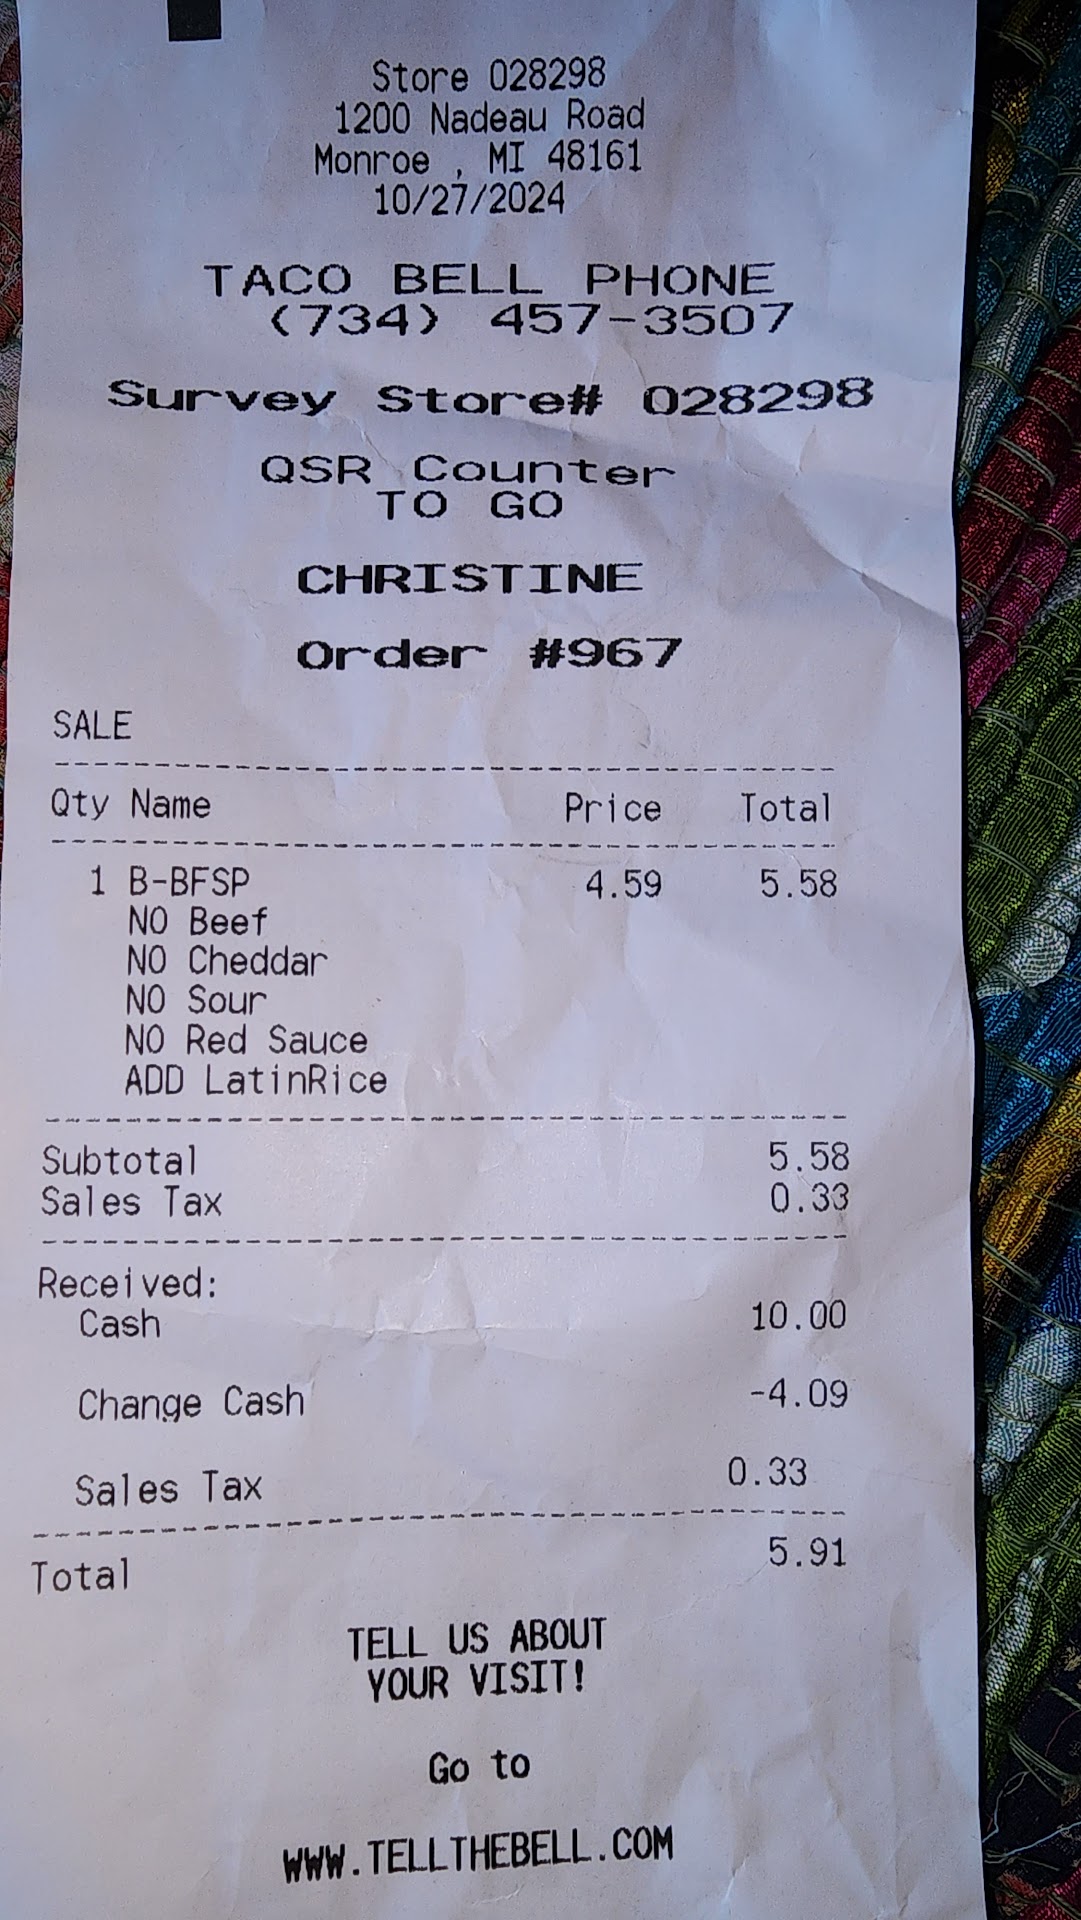 Store 028298
1200 Nadeau Road
Monroe , MI 48161
10/27/2024
TACO BELL PHONE
(734) 457-3507
Survey Store# 028298
QSR Counter
TO GO
CHRISTINE
Order #967
SALE
Qty Name Price Total
1 B-BFSP 4.59 5.58
NO Beef
NO Cheddar
NO Sour
NO Red Sauce
ADD LatinRice
Subtotal 5.58
Sales Tax 0.33
Received:
Cash 10.00
Change Cash -4.09
Sales Tax 0.33
Total 5.91
TELL US ABOUT
YOUR VISIT!
Go to
WWW.TELLTHEBELL.COM